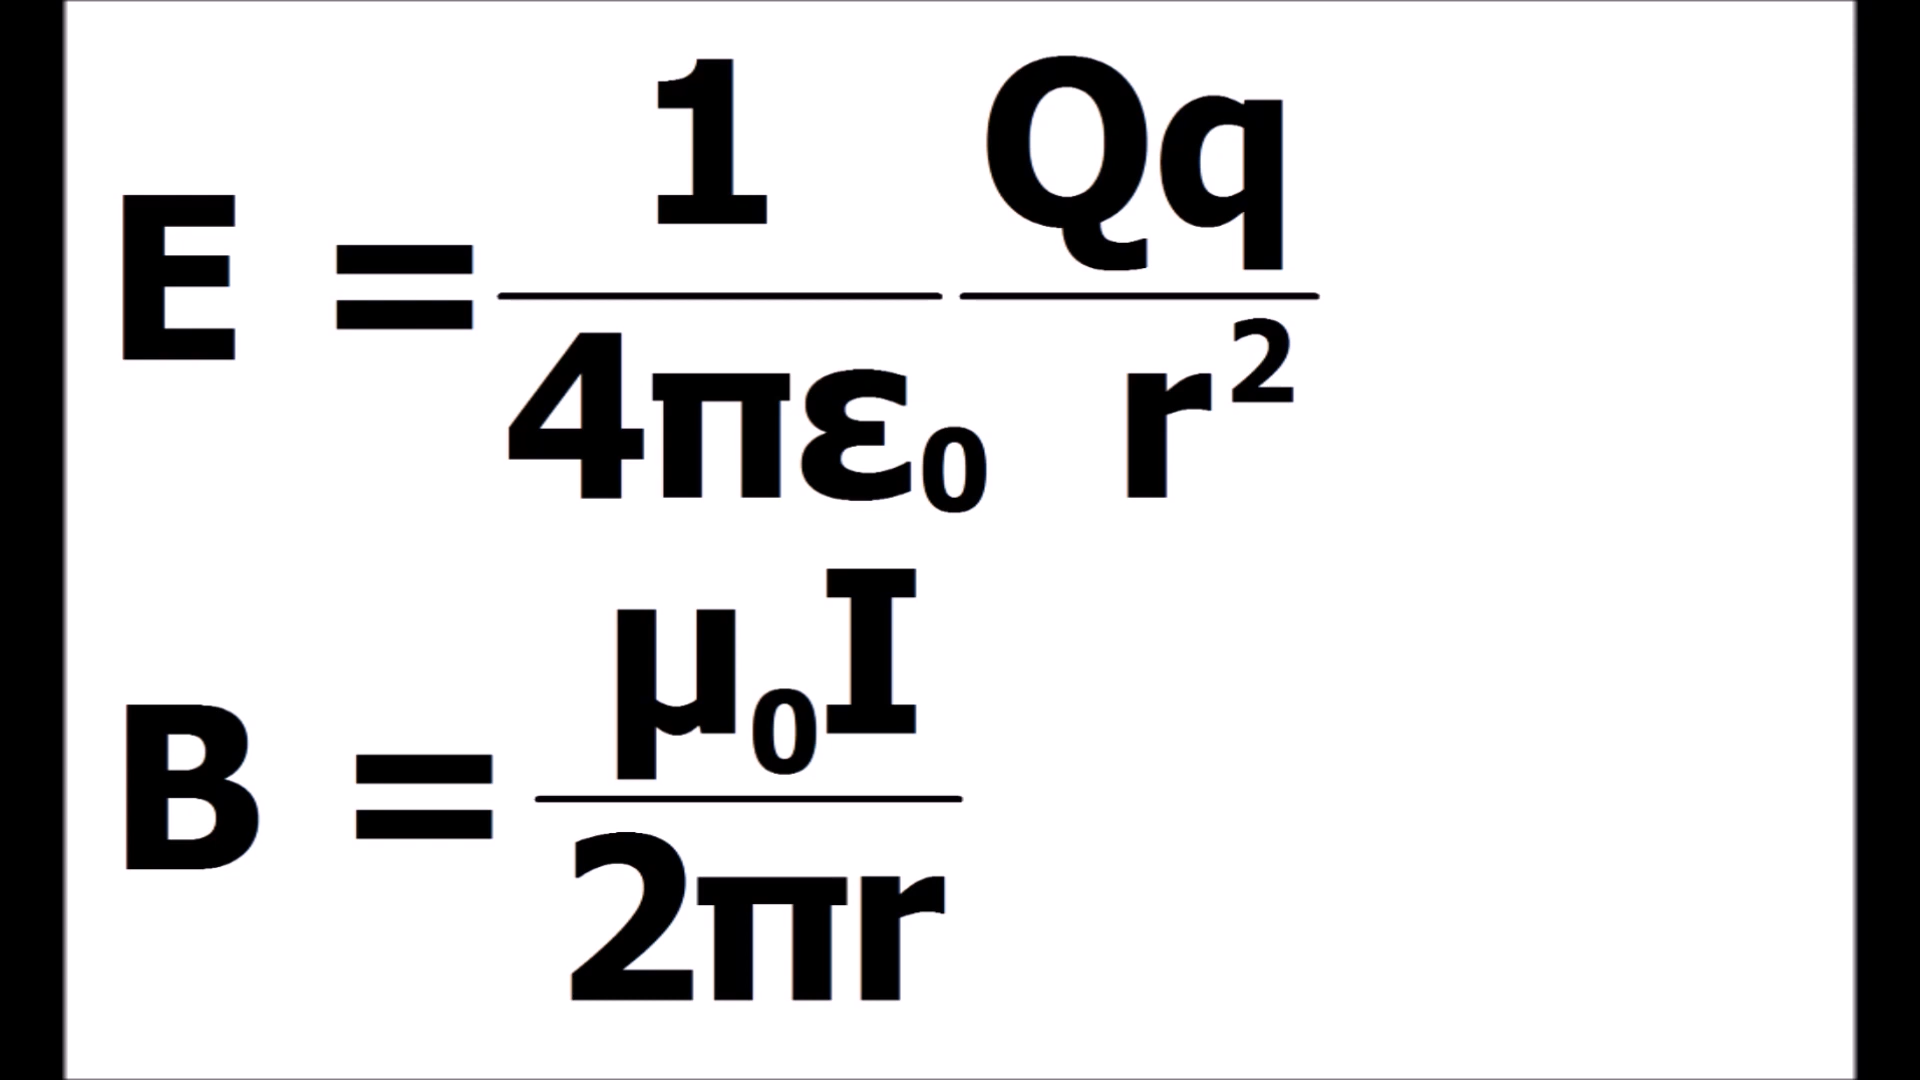 E = 1/4πε₀ Qq/r²
B = μ₀I/2πr